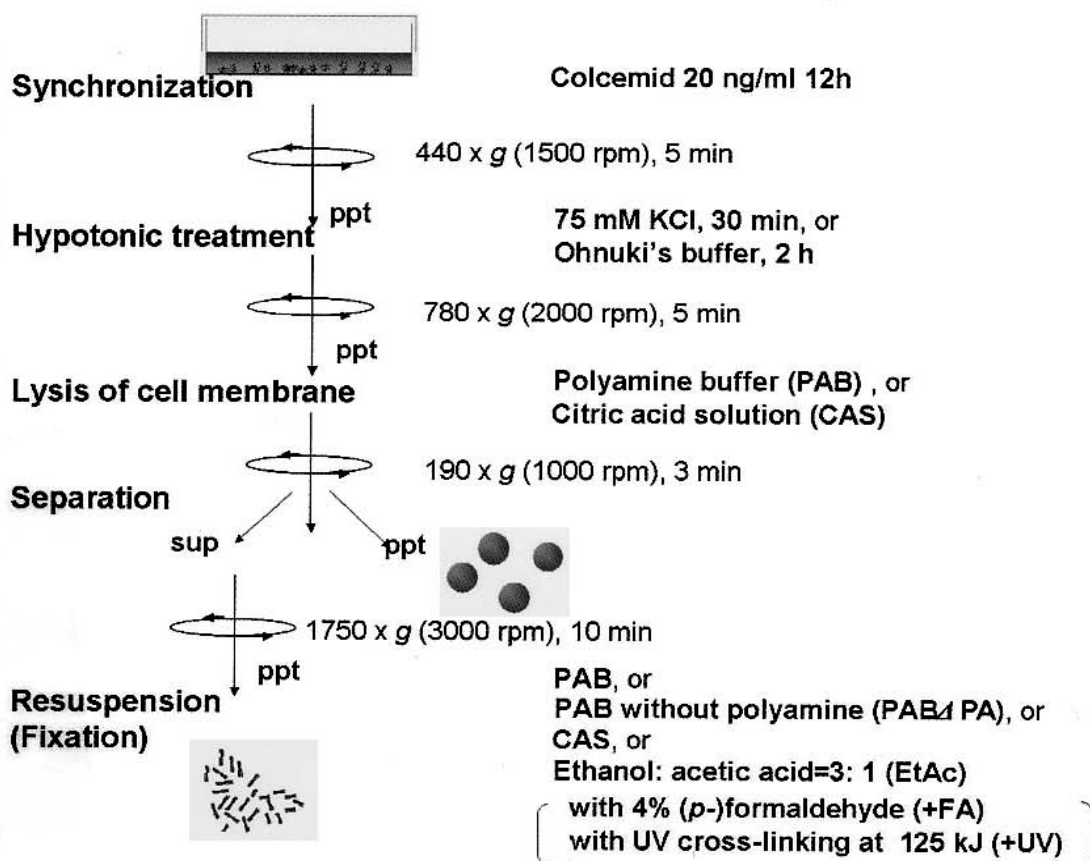 Synchronization
Colcemid 20 ng/ml 12h
440 x g (1500 rpm), 5 min
ppt
Hypotonic treatment
75 mM KCl, 30 min, or
Ohnuki's buffer, 2 h
780 x g (2000 rpm), 5 min
ppt
Lysis of cell membrane
Polyamine buffer (PAB) , or
Citric acid solution (CAS)
190 x g (1000 rpm), 3 min
Separation
sup
ppt
1750 x g (3000 rpm), 10 min
ppt
Resuspension
(Fixation)
PAB, or
PAB without polyamine (PAB⊿ PA), or
CAS, or
Ethanol: acetic acid=3: 1 (EtAc)
with 4% (p-)formaldehyde (+FA)
with UV cross-linking at 125 kJ (+UV)